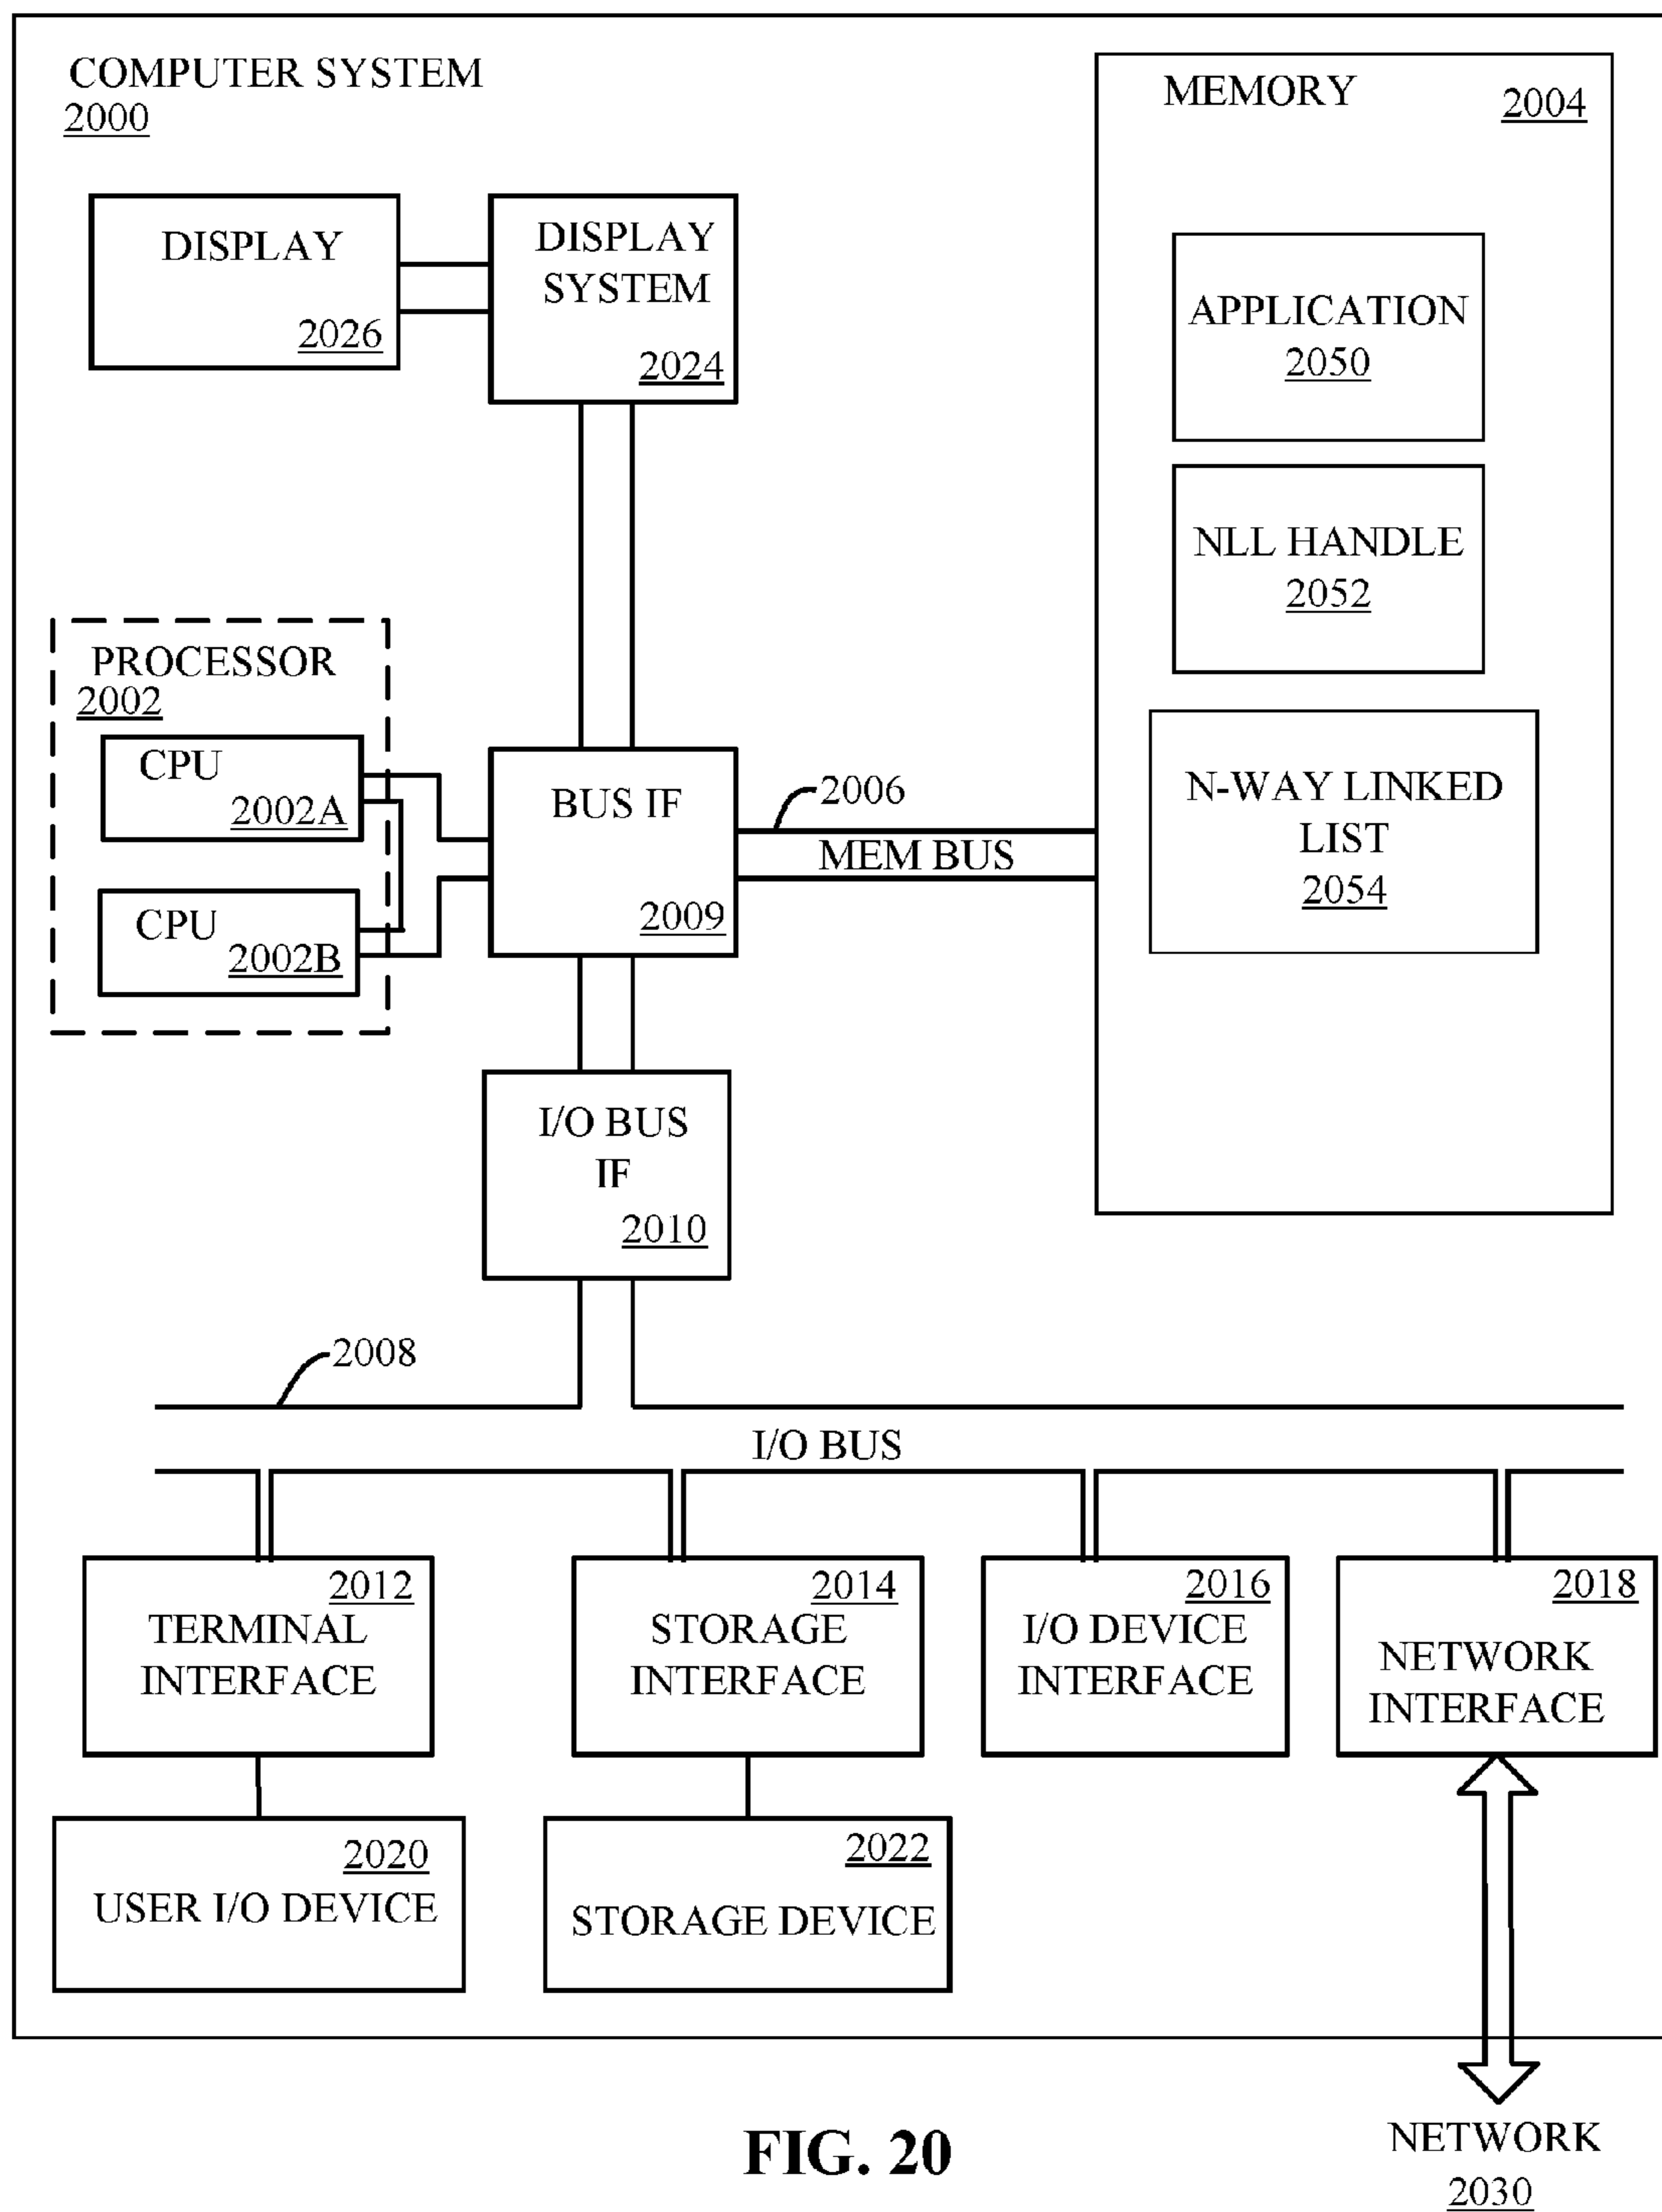 COMPUTER SYSTEM
2000
MEMORY
2004
DISPLAY
2026
DISPLAY
SYSTEM
2024
APPLICATION
2050
NLL HANDLE
2052
N-WAY LINKED
LIST
2054
PROCESSOR
2002
CPU
2002A
CPU
2002B
BUS IF
2009
2006
MEM BUS
I/O BUS
IF
2010
2008
I/O BUS
2012
TERMINAL
INTERFACE
2014
STORAGE
INTERFACE
2016
I/O DEVICE
INTERFACE
2018
NETWORK
INTERFACE
2020
USER I/O DEVICE
2022
STORAGE DEVICE
NETWORK
2030
FIG. 20